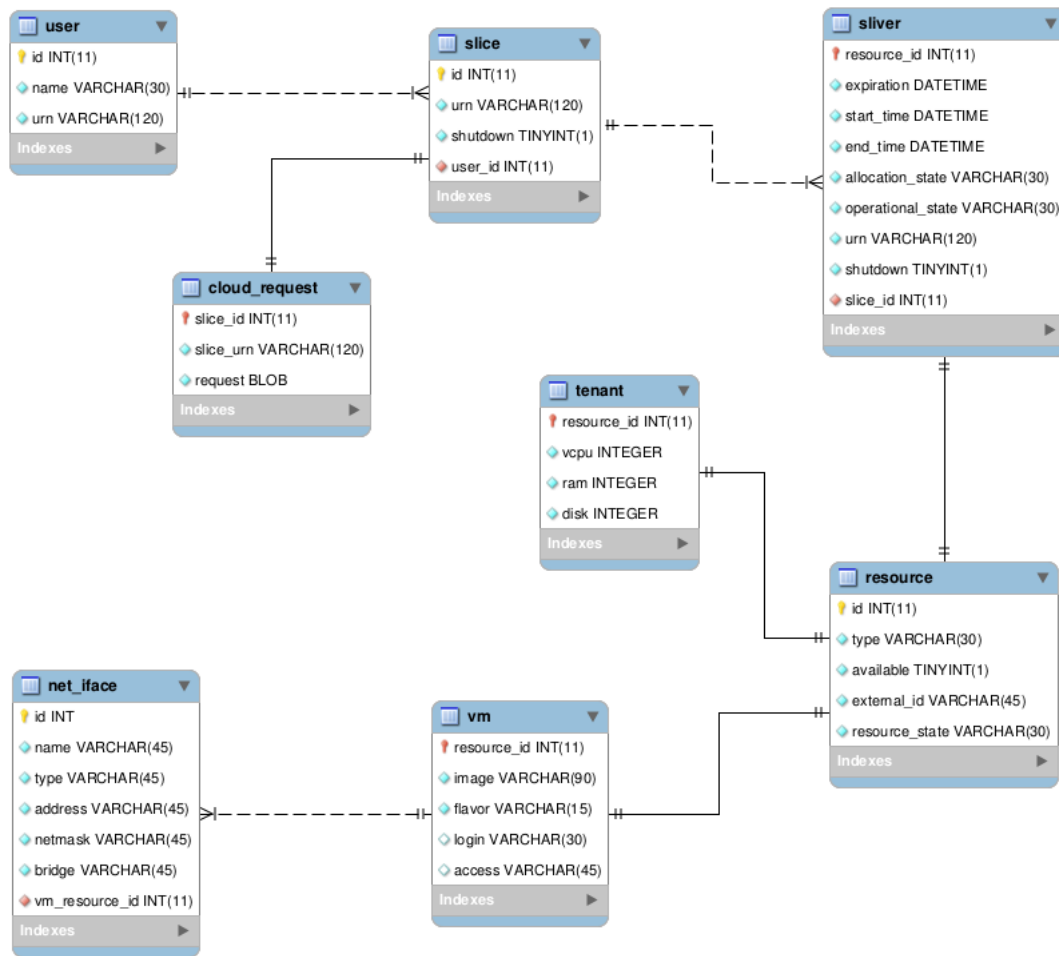 user
id INT(11)
name VARCHAR(30)
urn VARCHAR(120)
Indexes
slice
id INT(11)
urn VARCHAR(120)
shutdown TINYINT(1)
user_id INT(11)
Indexes
sliver
resource_id INT(11)
expiration DATETIME
start_time DATETIME
end_time DATETIME
allocation_state VARCHAR(30)
operational_state VARCHAR(30)
urn VARCHAR(120)
shutdown TINYINT(1)
slice_id INT(11)
Indexes
cloud_request
slice_id INT(11)
slice_urn VARCHAR(120)
request BLOB
Indexes
tenant
resource_id INT(11)
vcpu INTEGER
ram INTEGER
disk INTEGER
Indexes
resource
id INT(11)
type VARCHAR(30)
available TINYINT(1)
external_id VARCHAR(45)
resource_state VARCHAR(30)
Indexes
net_iface
id INT
name VARCHAR(45)
type VARCHAR(45)
address VARCHAR(45)
netmask VARCHAR(45)
bridge VARCHAR(45)
vm_resource_id INT(11)
Indexes
vm
resource_id INT(11)
image VARCHAR(90)
flavor VARCHAR(15)
login VARCHAR(30)
access VARCHAR(45)
Indexes